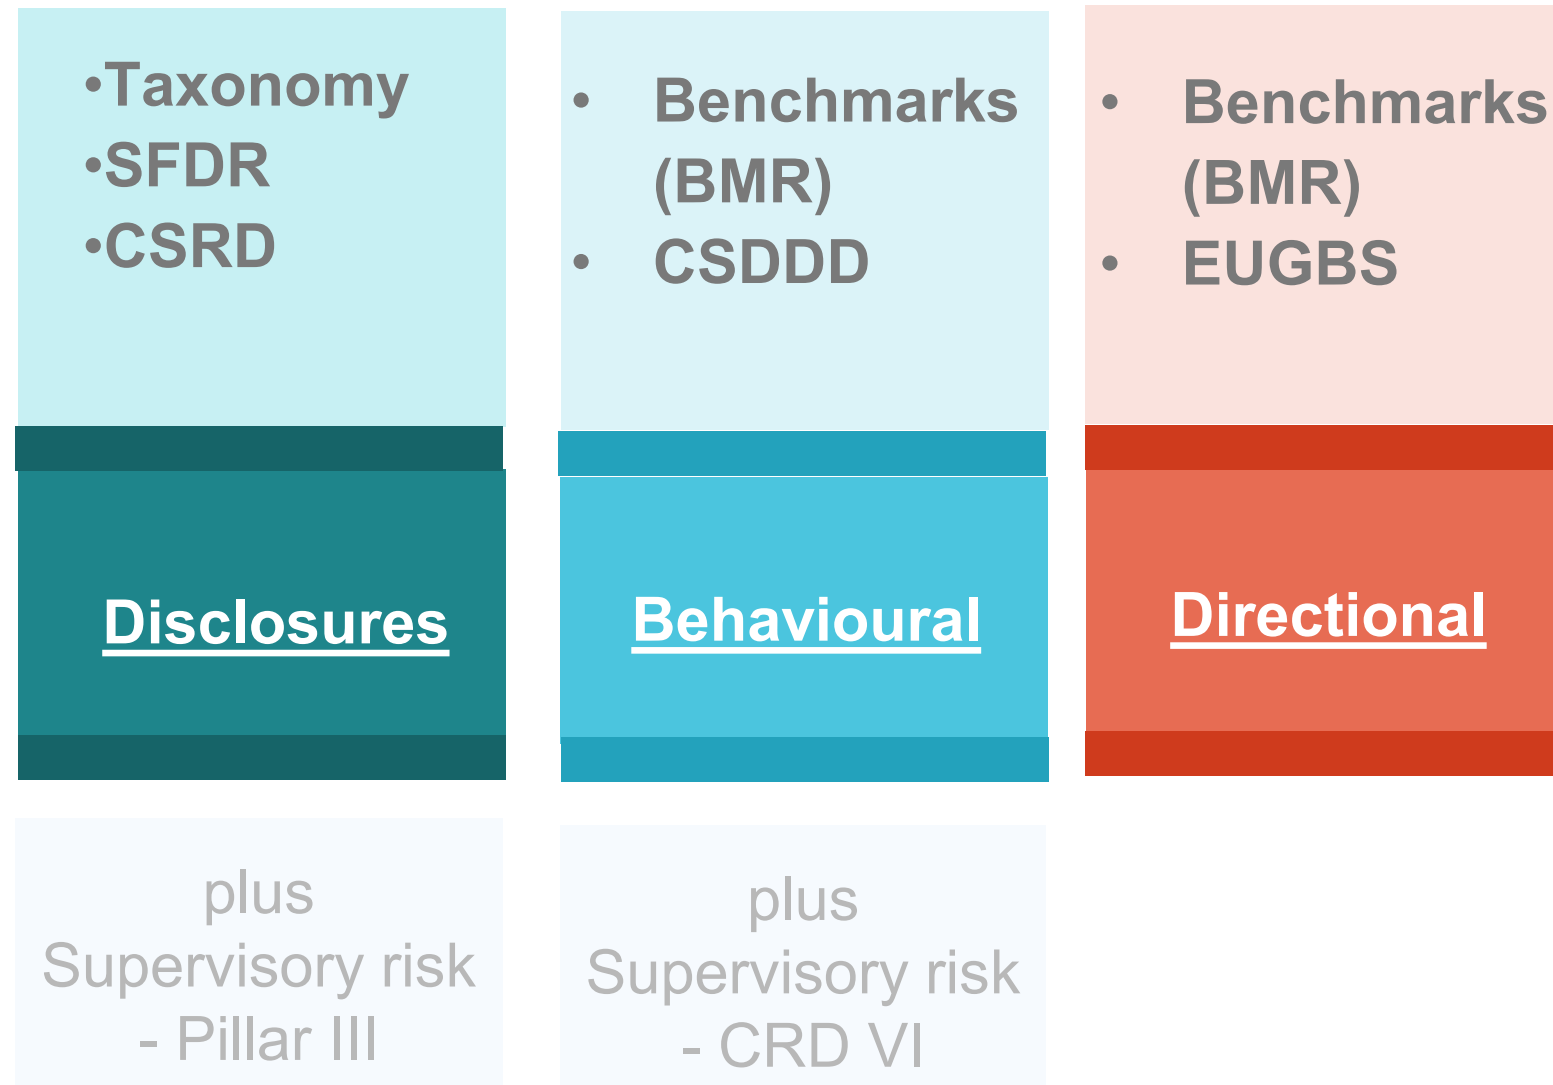 •Taxonomy
•SFDR
•CSRD
• Benchmarks
(BMR)
• CSDDD
• Benchmarks
(BMR)
• EUGBS
Disclosures
Behavioural
Directional
plus
Supervisory risk
- Pillar III
plus
Supervisory risk
- CRD VI